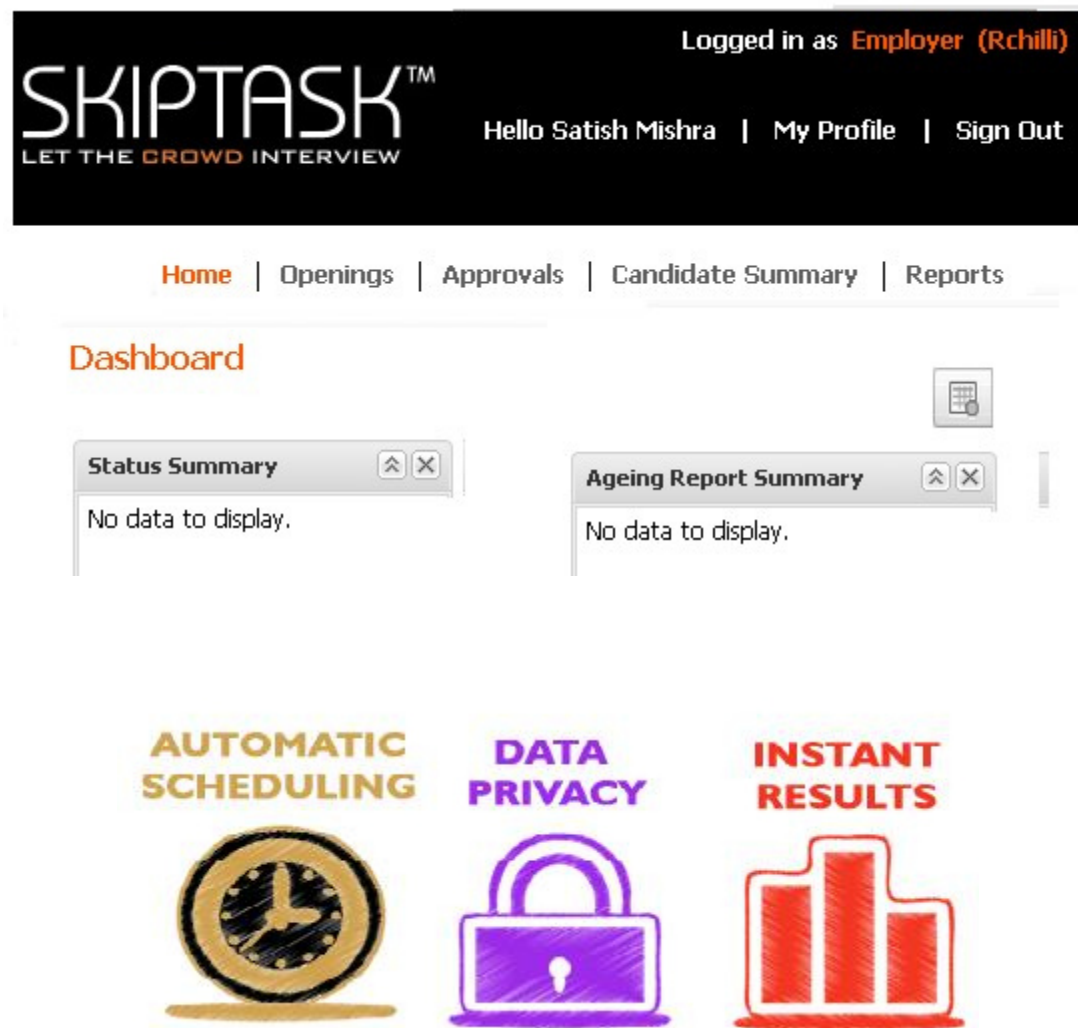 Logged in as Employer (Rchilli)
SKIPTASK™
LET THE CROWD INTERVIEW
Hello Satish Mishra | My Profile | Sign Out
Home | Openings | Approvals | Candidate Summary | Reports
Dashboard
Status Summary
No data to display.
Ageing Report Summary
No data to display.
AUTOMATIC
SCHEDULING
DATA
PRIVACY
INSTANT
RESULTS